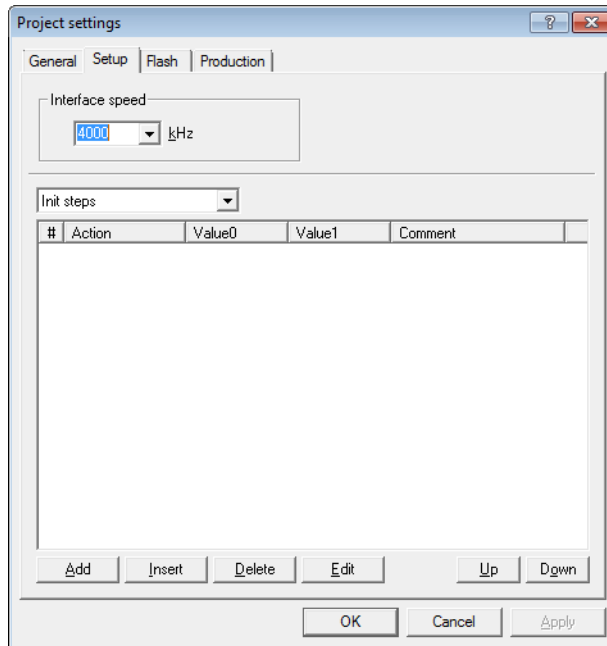 Project settings
General Setup Flash Production
Interface speed
4000 kHz
Init steps
# Action Value0 Value1 Comment
Add Insert Delete Edit Up Down
OK Cancel Apply